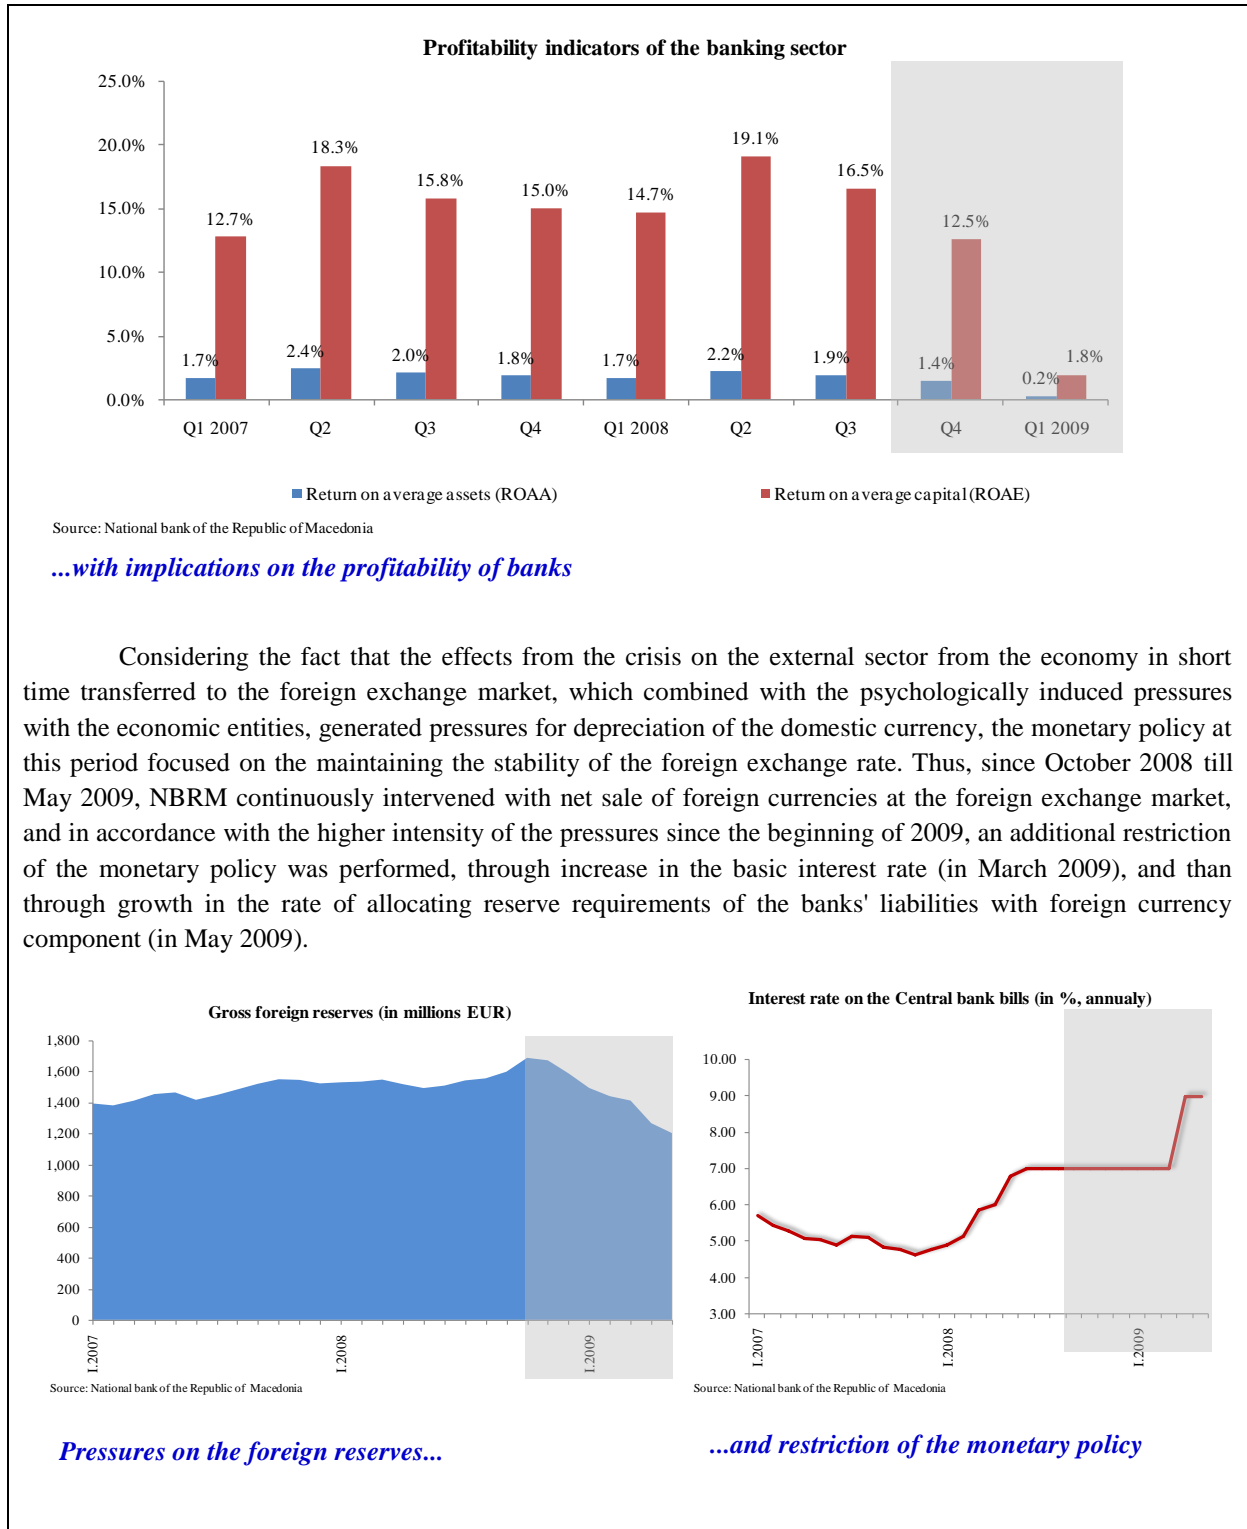 Profitability indicators of the banking sector
25.0%
20.0%
15.0%
10.0%
5.0%
0.0%
12.7%
18.3%
15.8%
15.0%
14.7%
19.1%
16.5%
12.5%
1.8%
1.7%
2.4%
2.0%
1.8%
1.7%
2.2%
1.9%
1.4%
0.2%
Q1 2007 Q2 Q3 Q4 Q1 2008 Q2 Q3 Q4 Q1 2009
Return on average assets (ROAA) Return on average capital (ROAE)
Source: National bank of the Republic of Macedonia
...with implications on the profitability of banks
Considering the fact that the effects from the crisis on the external sector from the economy in short
time transferred to the foreign exchange market, which combined with the psychologically induced pressures
with the economic entities, generated pressures for depreciation of the domestic currency, the monetary policy at
this period focused on the maintaining the stability of the foreign exchange rate. Thus, since October 2008 till
May 2009, NBRM continuously intervened with net sale of foreign currencies at the foreign exchange market,
and in accordance with the higher intensity of the pressures since the beginning of 2009, an additional restriction
of the monetary policy was performed, through increase in the basic interest rate (in March 2009), and than
through growth in the rate of allocating reserve requirements of the banks' liabilities with foreign currency
component (in May 2009).
Gross foreign reserves (in millions EUR)
1,800
1,600
1,400
1,200
1,000
800
600
400
200
0
I.2007
I.2008
I.2009
Source: National bank of the Republic of Macedonia
Pressures on the foreign reserves...
Interest rate on the Central bank bills (in %, annualy)
10.00
9.00
8.00
7.00
6.00
5.00
4.00
3.00
I.2007
I.2008
I.2009
Source: National bank of the Republic of Macedonia
...and restriction of the monetary policy